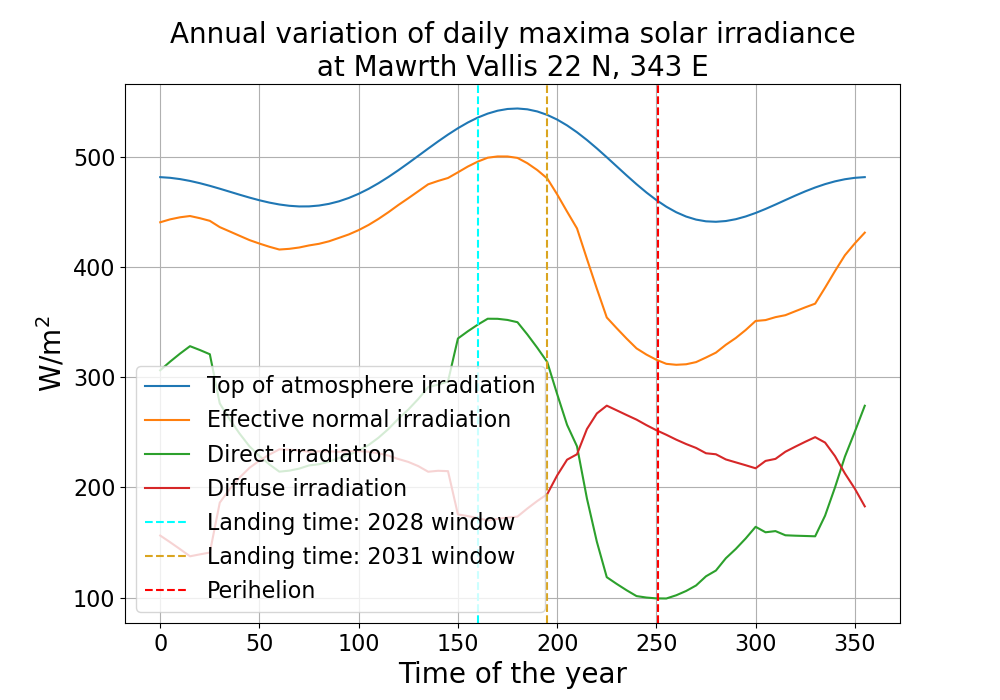 Annual variation of daily maxima solar irradiance
at Mawrth Vallis 22 N, 343 E
W/m²
500
400
300
200
100
Top of atmosphere irradiation
Effective normal irradiation
Direct irradiation
Diffuse irradiation
Landing time: 2028 window
Landing time: 2031 window
Perihelion
0 50 100 150 200 250 300 350
Time of the year